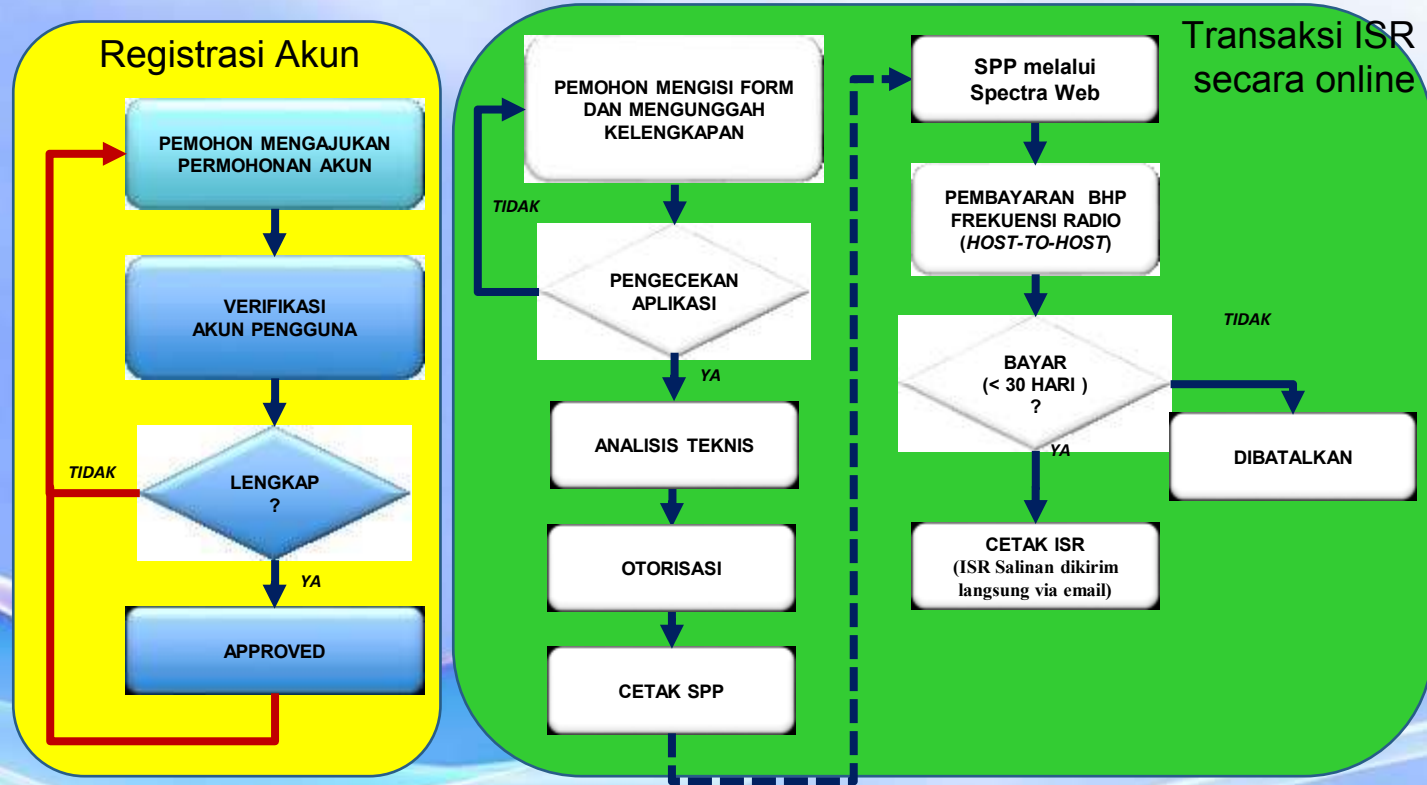 Registrasi Akun
PEMOHON MENGAJUKAN
PERMOHONAN AKUN
VERIFIKASI
AKUN PENGGUNA
TIDAK
LENGKAP
?
YA
APPROVED
Transaksi ISR
secara online
PEMOHON MENGISI FORM
DAN MENGUNGGAH
KELENGKAPAN
TIDAK
PENGECEKAN
APLIKASI
YA
ANALISIS TEKNIS
OTORISASI
CETAK SPP
SPP melalui
Spectra Web
PEMBAYARAN BHP
FREKUENSI RADIO
(HOST-TO-HOST)
TIDAK
BAYAR
(< 30 HARI )
?
YA
DIBATALKAN
CETAK ISR
(ISR Salinan dikirim
langsung via email)